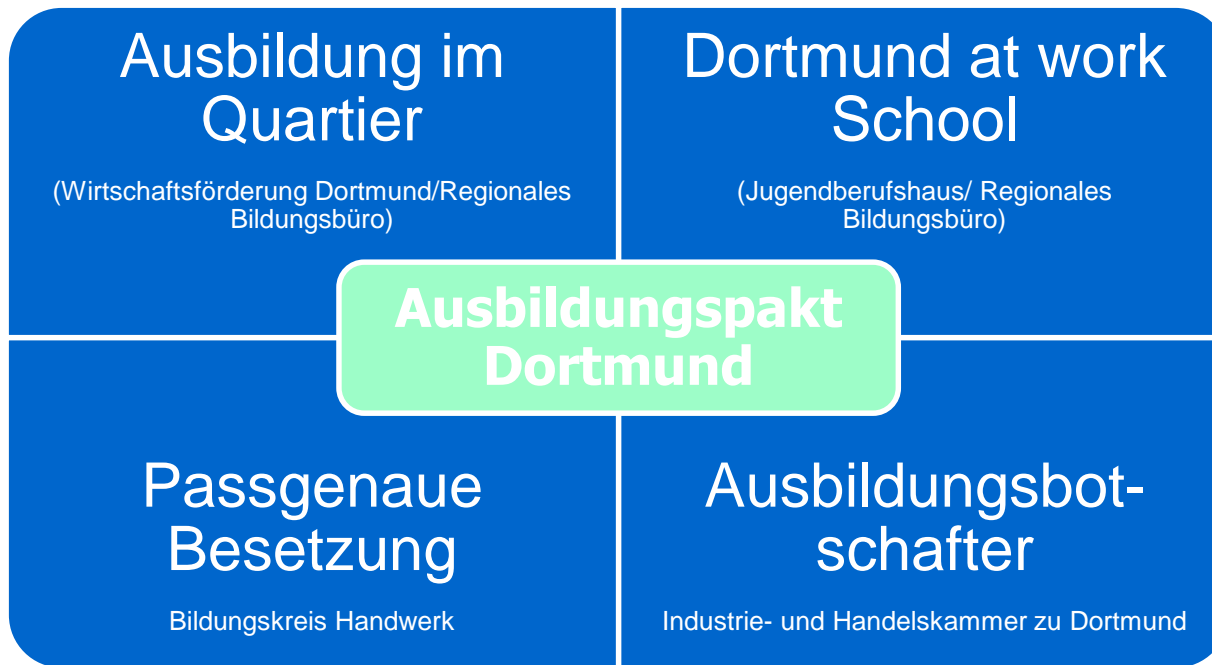 Ausbildung im
Quartier
(Wirtschaftsförderung Dortmund/Regionales
Bildungsbüro)
Dortmund at work
School
(Jugendberufshaus/ Regionales
Bildungsbüro)
Ausbildungspakt
Dortmund
Passgenaue
Besetzung
Bildungskreis Handwerk
Ausbildungsbot-
schafter
Industrie- und Handelskammer zu Dortmund